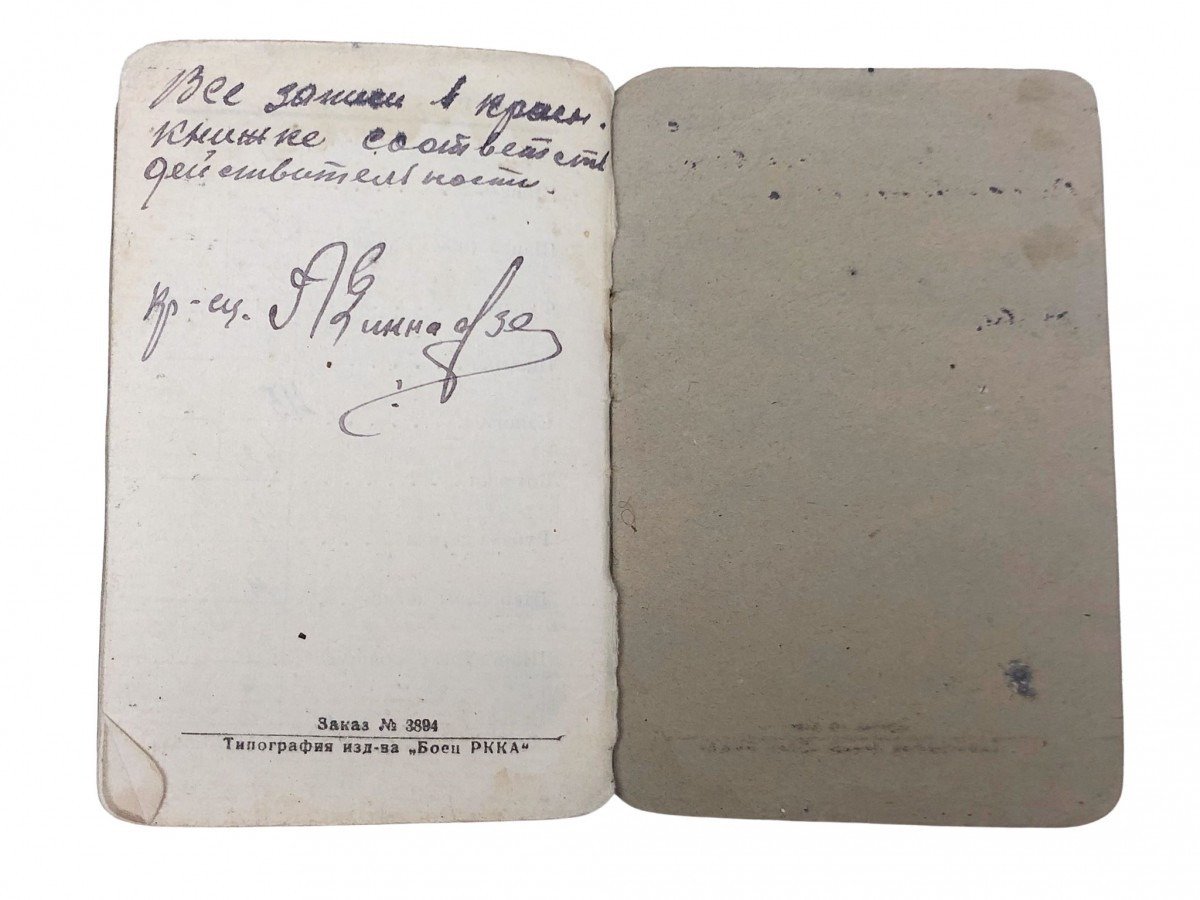 Все записи в красн.
книжке соответств
действительности.
кр-ец.
Заказ № 3894
Типография изд-ва „Боец РККА“